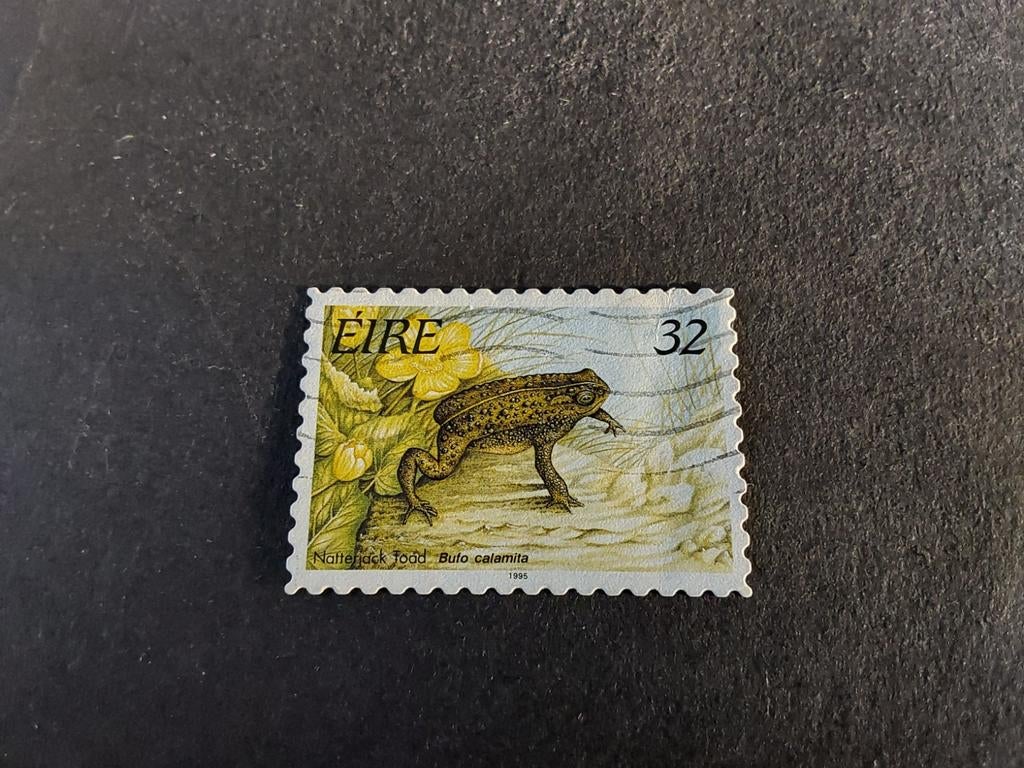 ÉIRE 32
Natterjack Toad Bufo calamita
1995